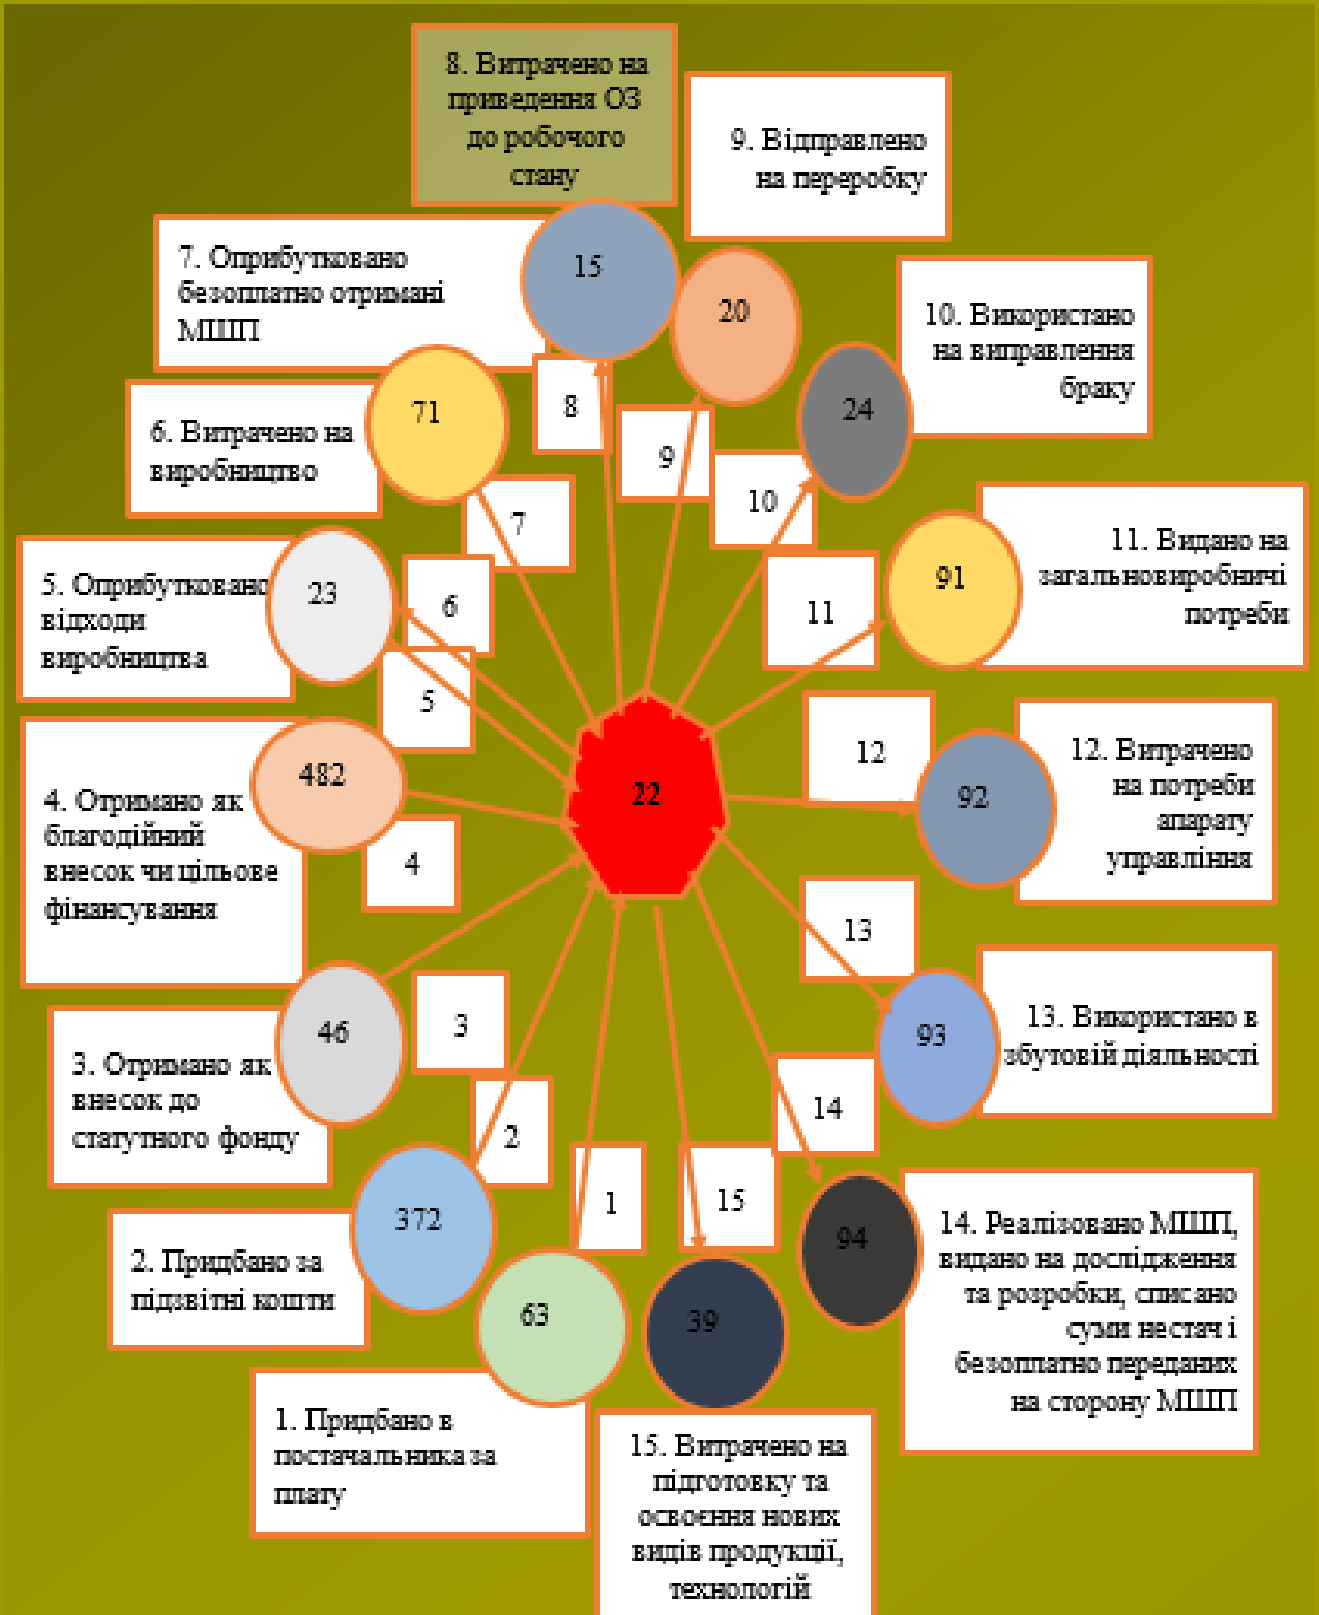 8. Витрачено на
приведення ОЗ
до робочого
стану
9. Відправлено
на переробку
7. Оприбутковано
безоплатно отримані
МШП
15
20
10. Використано
на виправлення
браку
24
71
8
9
10
6. Витрачено на
виробництво
7
11. Видано на
загальновиробничі
потреби
91
5. Оприбутковано
відходи
виробництва
23
6
11
5
12
12. Витрачено
на потреби
апарату
управління
92
22
482
4. Отримано як
благодійний
внесок чи цільове
фінансування
4
13
3
46
3. Отримано як
внесок до
статутного фонду
93
13. Використано в
збутовій діяльності
14
2
1
15
372
2. Придбано за
підзвітні кошти
94
14. Реалізовано МШП,
видано на дослідження
та розробки, списано
суми нестач і
безоплатно переданих
на сторону МШП
63
39
1. Придбано в
постачальника за
плату
15. Витрачено на
підготовку та
освоєння нових
видів продукції,
технологій